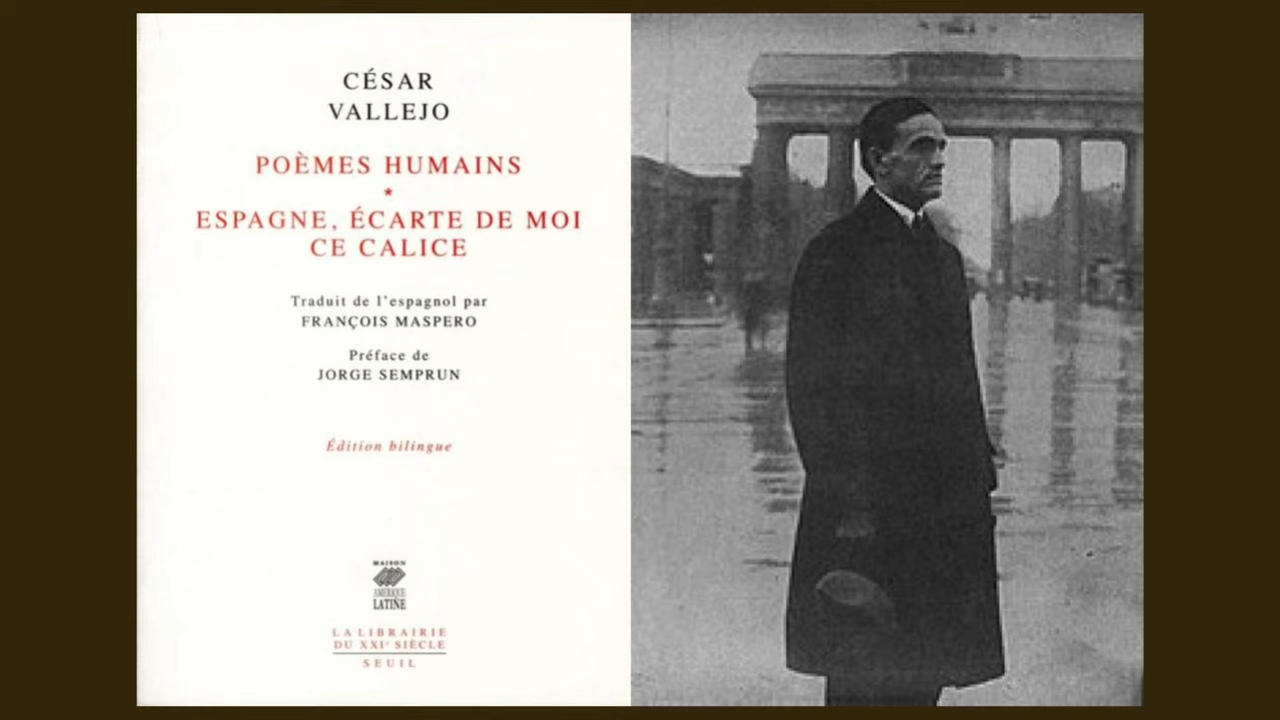 CÉSAR
VALLEJO
POÈMES HUMAINS
*
ESPAGNE, ÉCARTE DE MOI
CE CALICE
Traduit de l'espagnol par
FRANÇOIS MASPERO
Préface de
JORGE SEMPRUN
Édition bilingue
MAISON
AMÉRIQUE
LATINE
LA LIBRAIRIE
DU XXIe SIÈCLE
SEUIL